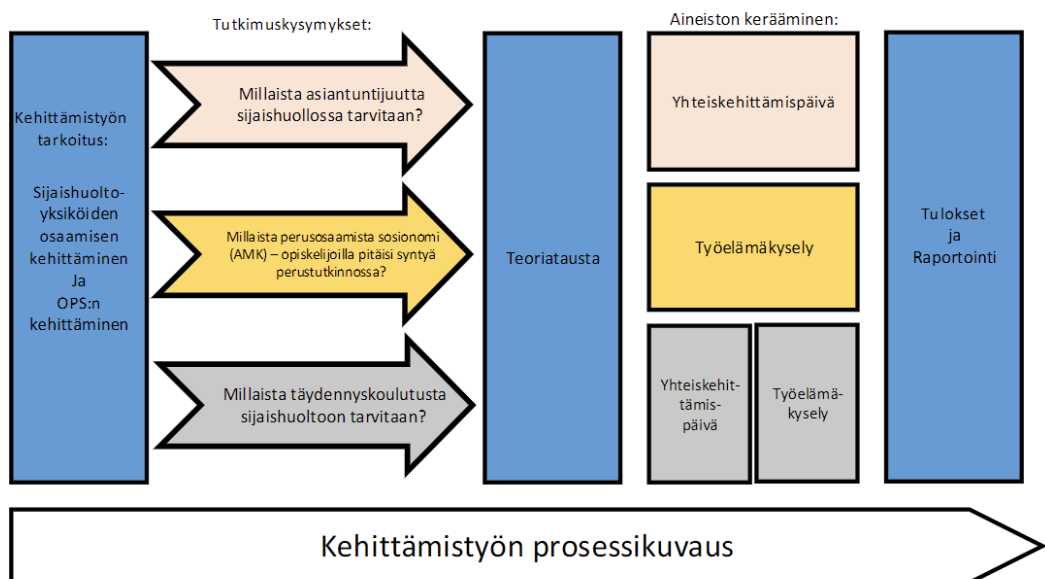 Kehittämistyön
tarkoitus:
Sijaishuolto-
yksiköiden
osaamisen
kehittäminen
Ja
OPS:n
kehittäminen
Tutkimuskysymykset:
Millaista asiantuntijuutta
sijaishuollossa tarvitaan?
Millaista perusosaamista sosionomi
(AMK) – opiskelijoilla pitäisi syntyä
perustutkinnossa?
Millaista täydennyskoulutusta
sijaishuoltoon tarvitaan?
Teoriatausta
Aineiston kerääminen:
Yhteiskehittämispäivä
Työelämäkysely
Yhteiskehit-
tämis-
päivä
Työelämä-
kysely
Tulokset
ja
Raportointi
Kehittämistyön prosessikuvaus